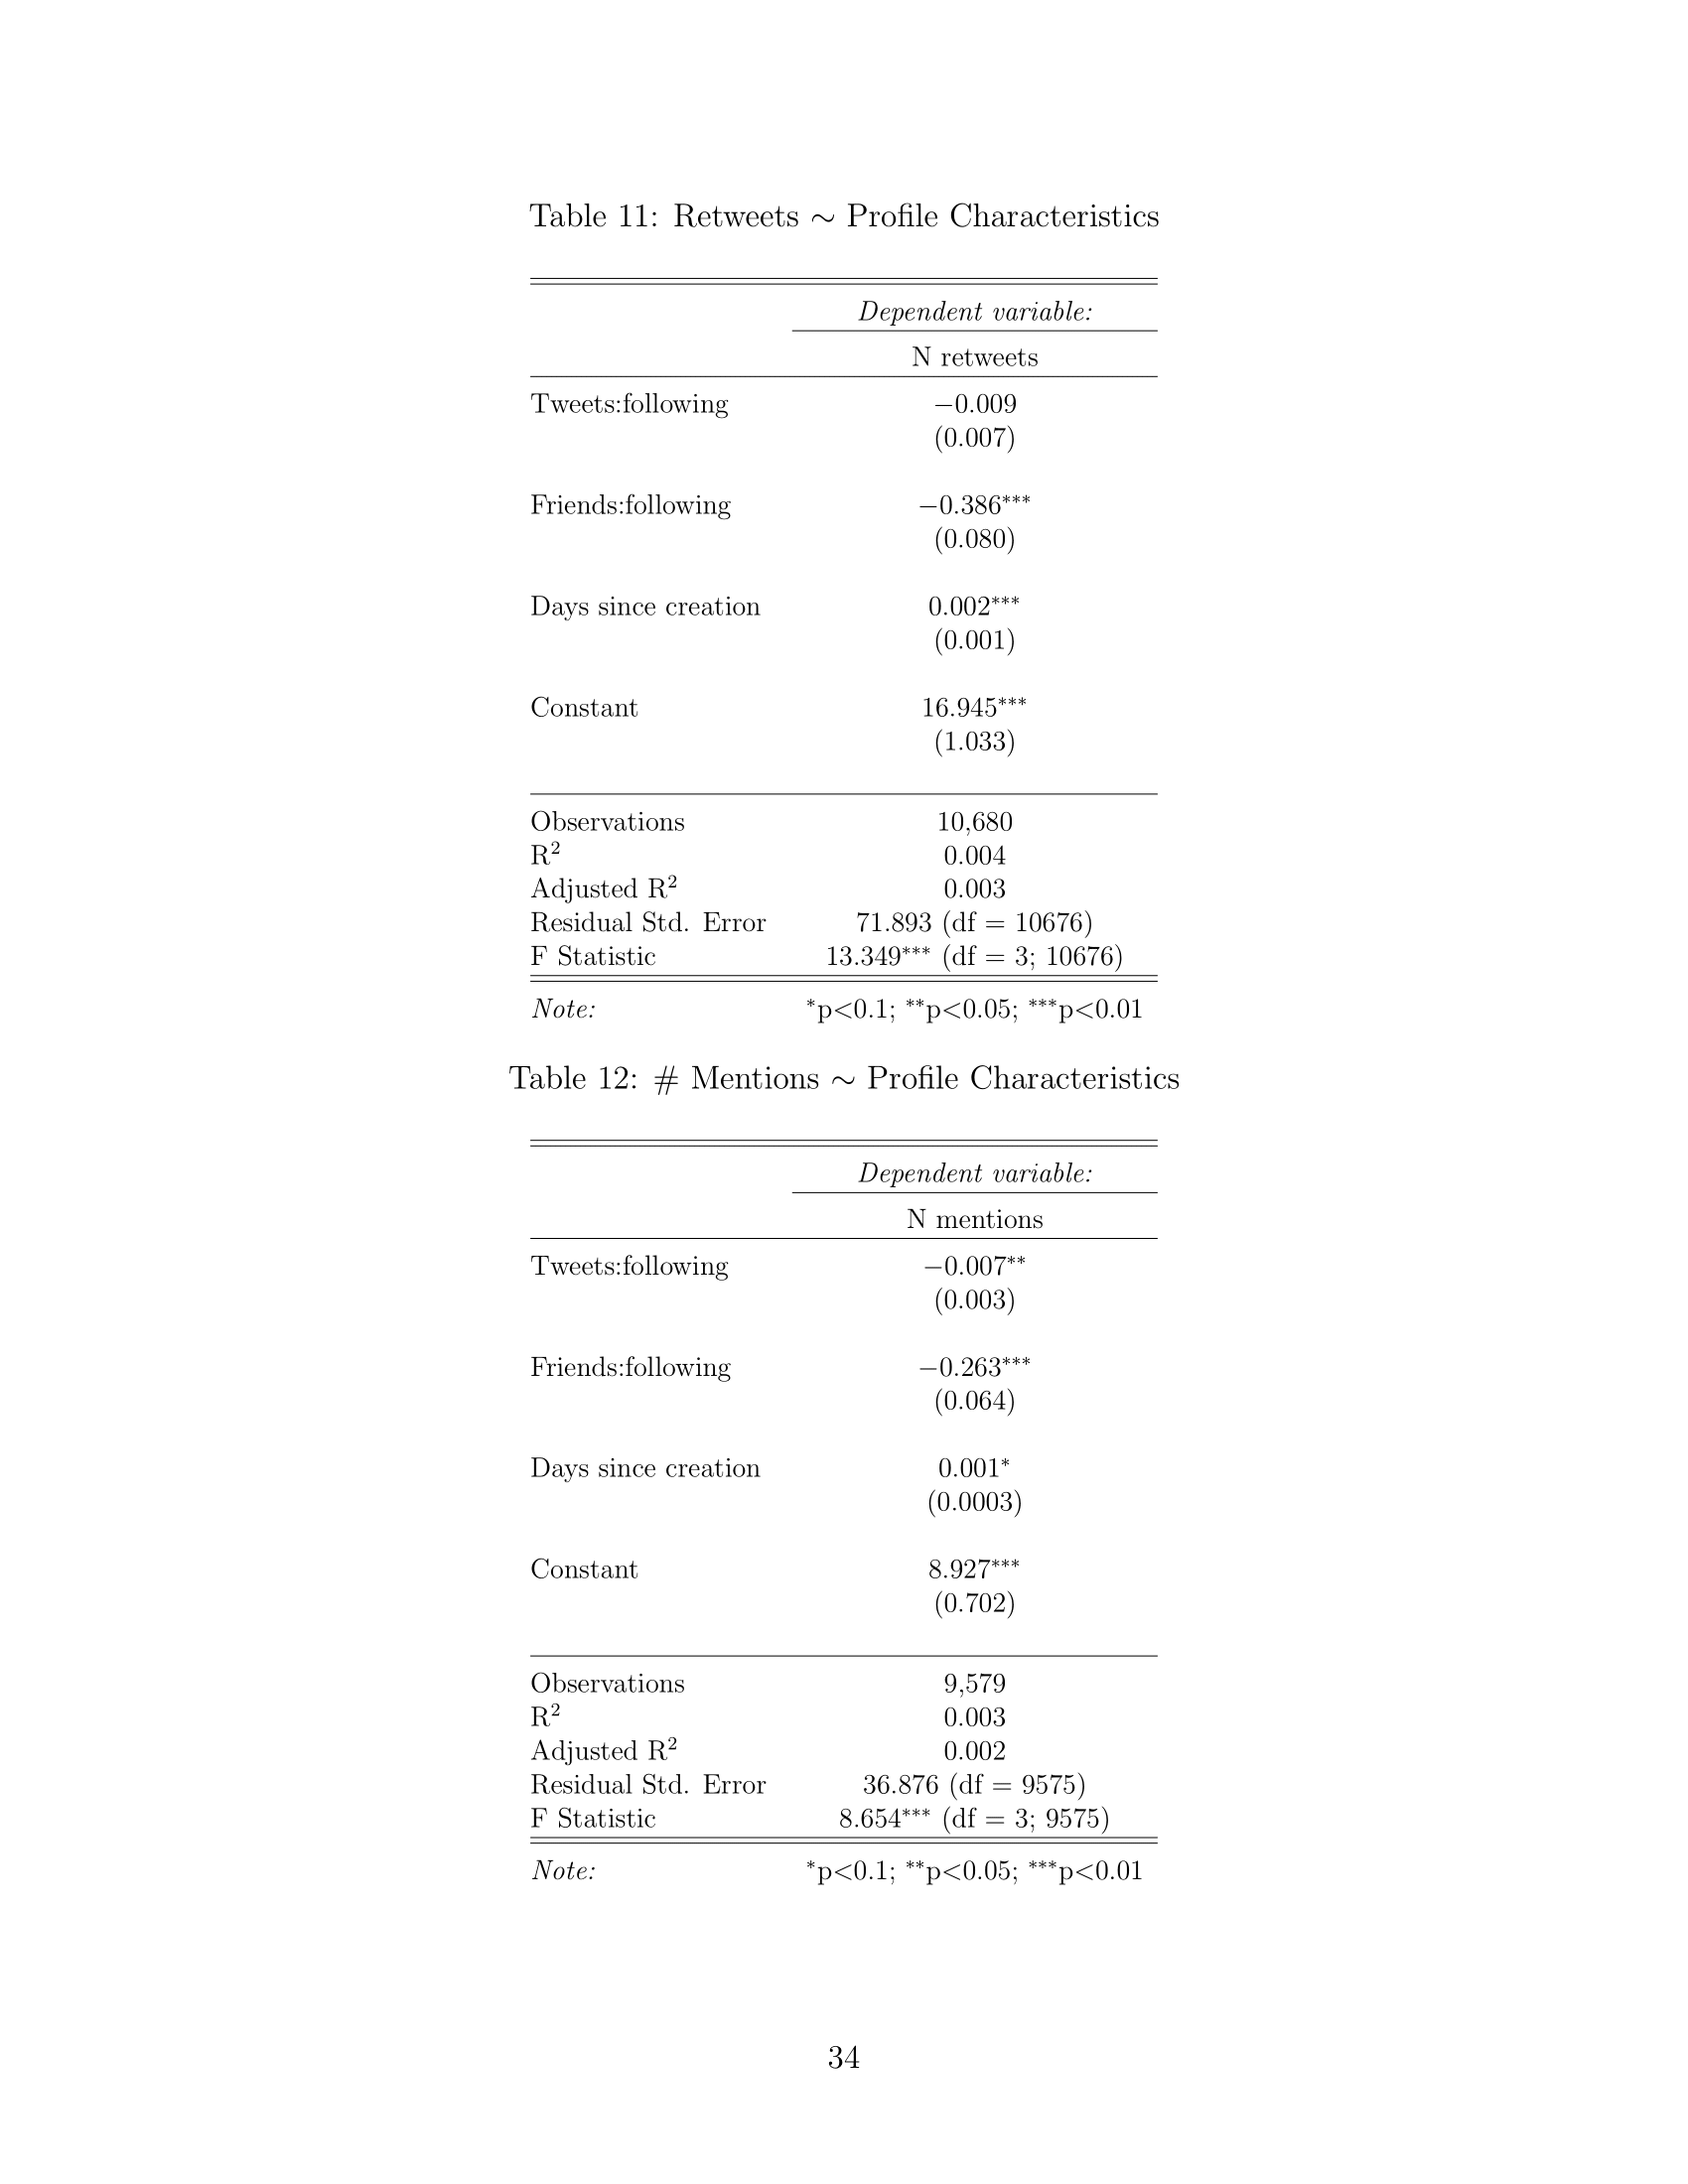 Table 11: Retweets ∼ Profile Characteristics
Dependent variable:
N retweets
Tweets:following −0.009
(0.007)
Friends:following −0.386***
(0.080)
Days since creation 0.002***
(0.001)
Constant 16.945***
(1.033)
Observations 10,680
R² 0.004
Adjusted R² 0.003
Residual Std. Error 71.893 (df = 10676)
F Statistic 13.349*** (df = 3; 10676)
Note: *p<0.1; **p<0.05; ***p<0.01
Table 12: # Mentions ∼ Profile Characteristics
Dependent variable:
N mentions
Tweets:following −0.007**
(0.003)
Friends:following −0.263***
(0.064)
Days since creation 0.001*
(0.0003)
Constant 8.927***
(0.702)
Observations 9,579
R² 0.003
Adjusted R² 0.002
Residual Std. Error 36.876 (df = 9575)
F Statistic 8.654*** (df = 3; 9575)
Note: *p<0.1; **p<0.05; ***p<0.01
34